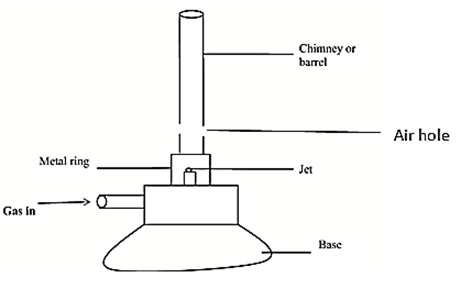 Chimney or
barrel
Air hole
Metal ring
Jet
Gas in
Base